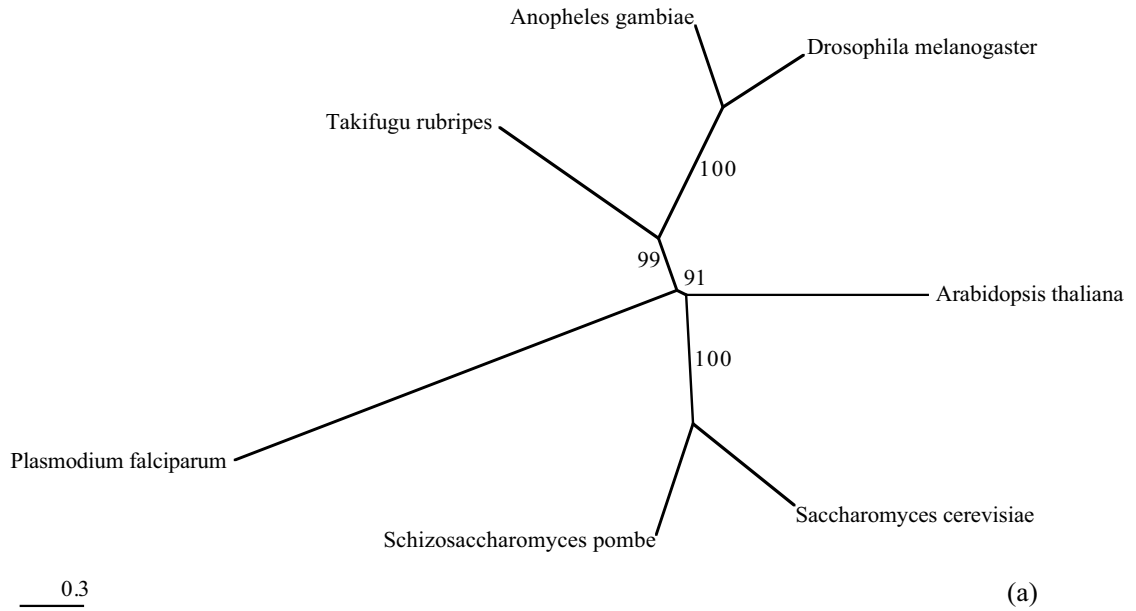 Anopheles gambiae
Drosophila melanogaster
Takifugu rubripes
100
99
91
Arabidopsis thaliana
100
Plasmodium falciparum
Saccharomyces cerevisiae
Schizosaccharomyces pombe
0.3
(a)